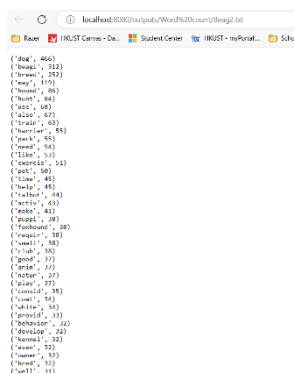 localhost:8080/outputs/Word%20count/Beag2.txt
Razer HKUST Canvas - Da... Student Center HKUST - myPortal... Scho
('dog', 466)
('beagl', 312)
('breed', 252)
('may', 119)
('hound', 86)
('hunt', 84)
('use', 68)
('also', 67)
('train', 63)
('harrier', 55)
('pack', 55)
('need', 54)
('like', 53)
('exercis', 51)
('pet', 50)
('time', 45)
('help', 45)
('talbot', 44)
('activ', 43)
('make', 41)
('puppi', 38)
('foxhound', 38)
('requir', 38)
('small', 38)
('club', 38)
('good', 37)
('anim', 37)
('natur', 37)
('play', 37)
('consid', 35)
('coat', 34)
('white', 34)
('provid', 33)
('behavior', 32)
('develop', 32)
('kennel', 32)
('even', 32)
('owner', 32)
('bred', 32)
('well', 31)